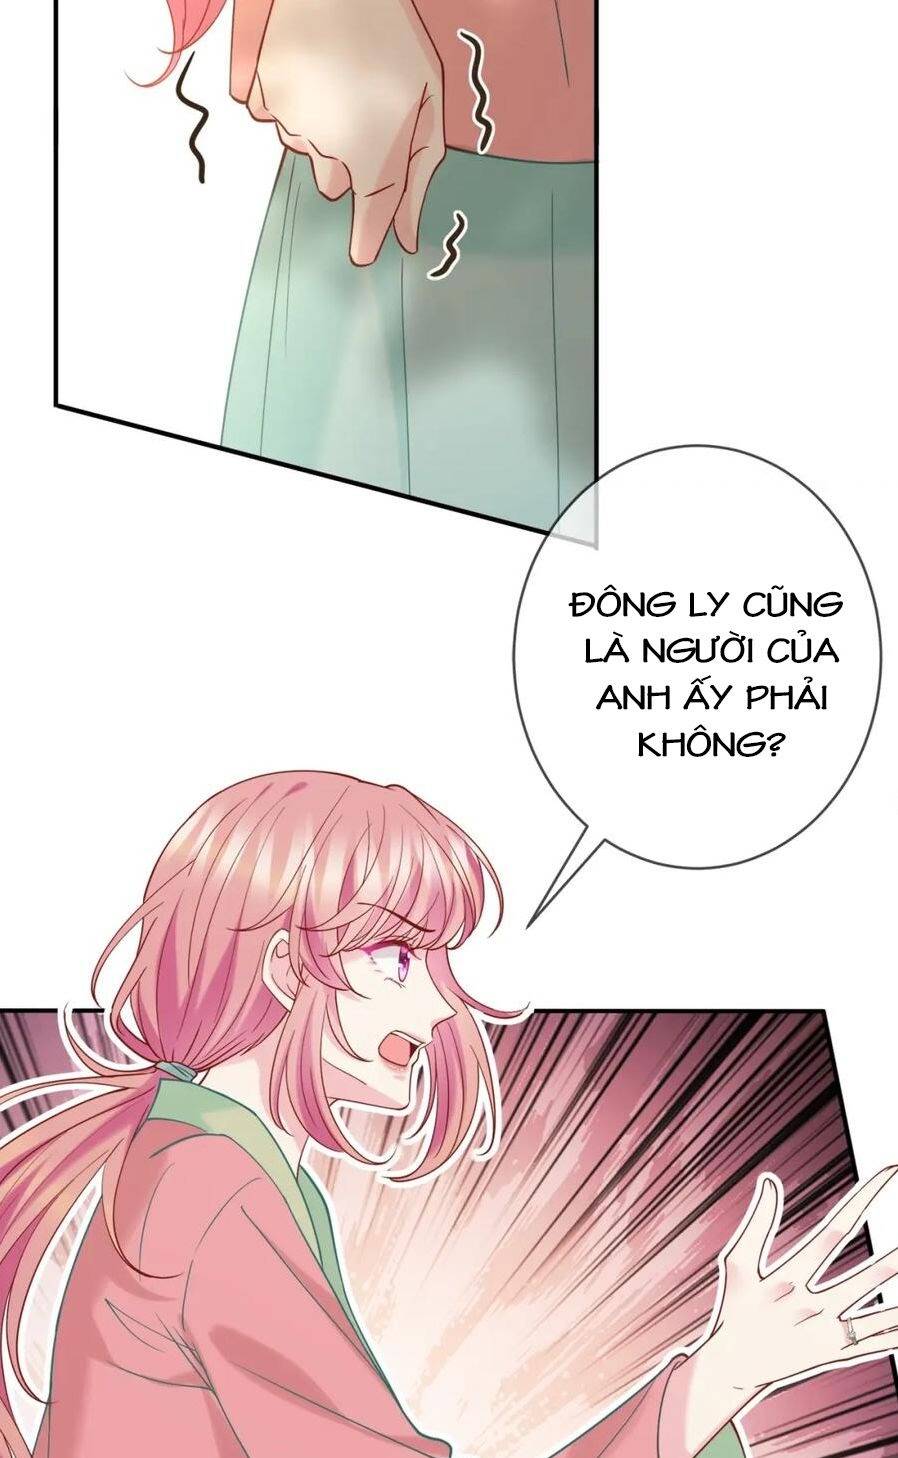 ĐÔNG LY CŨNG
LÀ NGƯỜI CỦA
ANH ẤY PHẢI
KHÔNG?